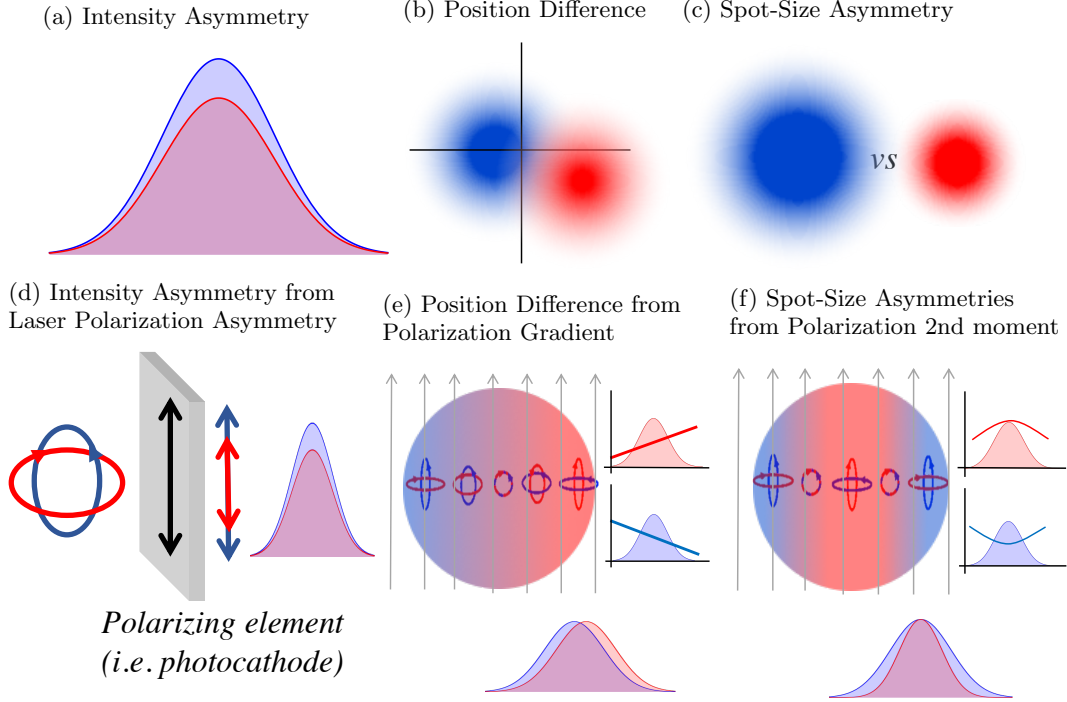 (a) Intensity Asymmetry
(b) Position Difference
(c) Spot-Size Asymmetry
vs
(d) Intensity Asymmetry from
Laser Polarization Asymmetry
(e) Position Difference from
Polarization Gradient
(f) Spot-Size Asymmetries
from Polarization 2nd moment
Polarizing element
(i.e. photocathode)